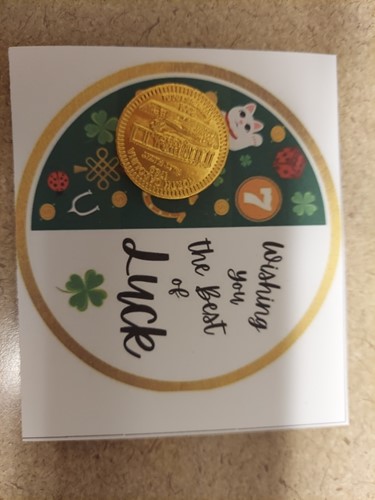 7
Wishing
you
the Best
of
Luck